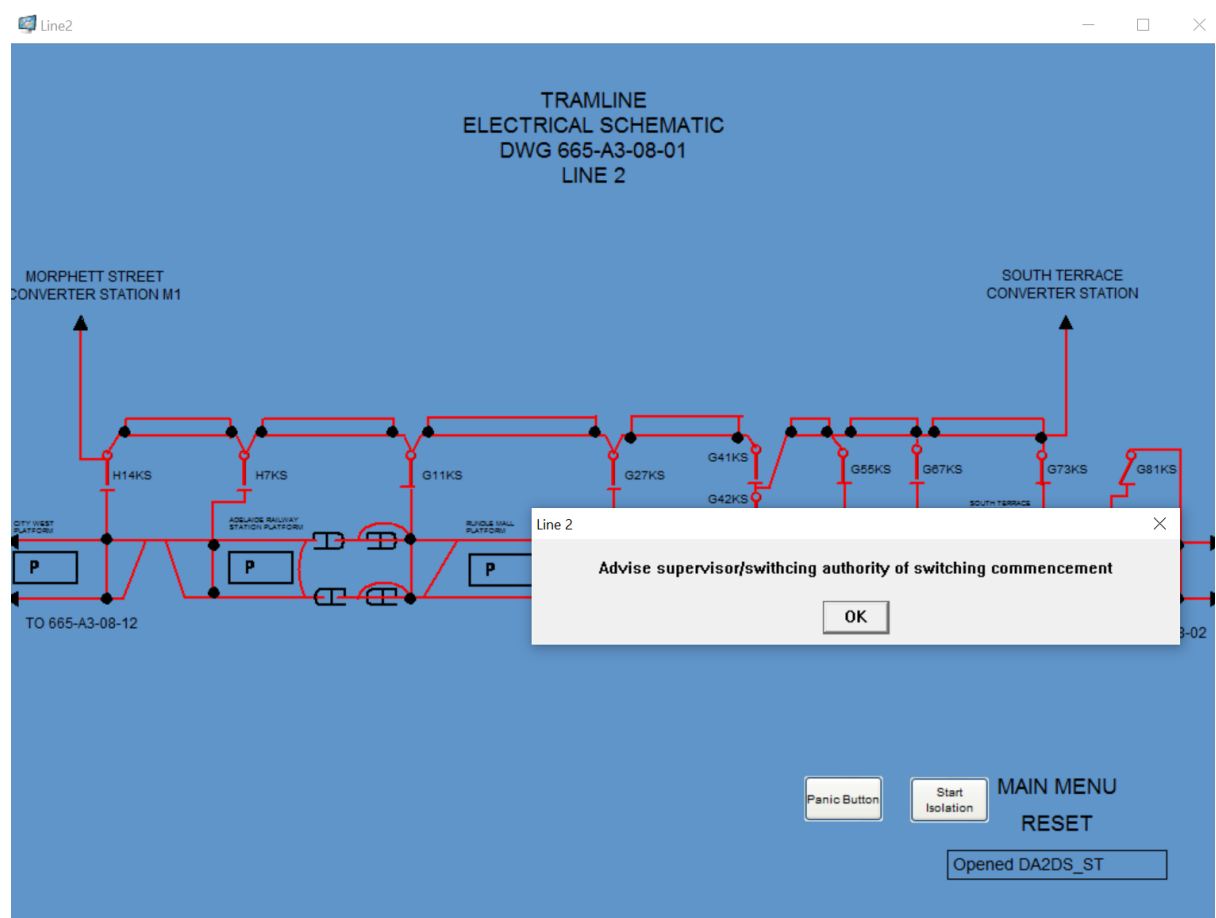 Line2
TRAMLINE
ELECTRICAL SCHEMATIC
DWG 665-A3-08-01
LINE 2
MORPHETT STREET
CONVERTER STATION M1
SOUTH TERRACE
CONVERTER STATION
H14KS
H7KS
G11KS
G27KS
G41KS
G42KS
G55KS
G67KS
G73KS
G81KS
CITY WEST
PLATFORM
P
ADELAIDE RAILWAY
STATION PLATFORM
P
RUNDLE MALL
PLATFORM
P
SOUTH TERRACE
Line 2
Advise supervisor/swithcing authority of switching commencement
OK
TO 665-A3-08-12
3-02
Panic Button
Start
Isolation
MAIN MENU
RESET
Opened DA2DS_ST